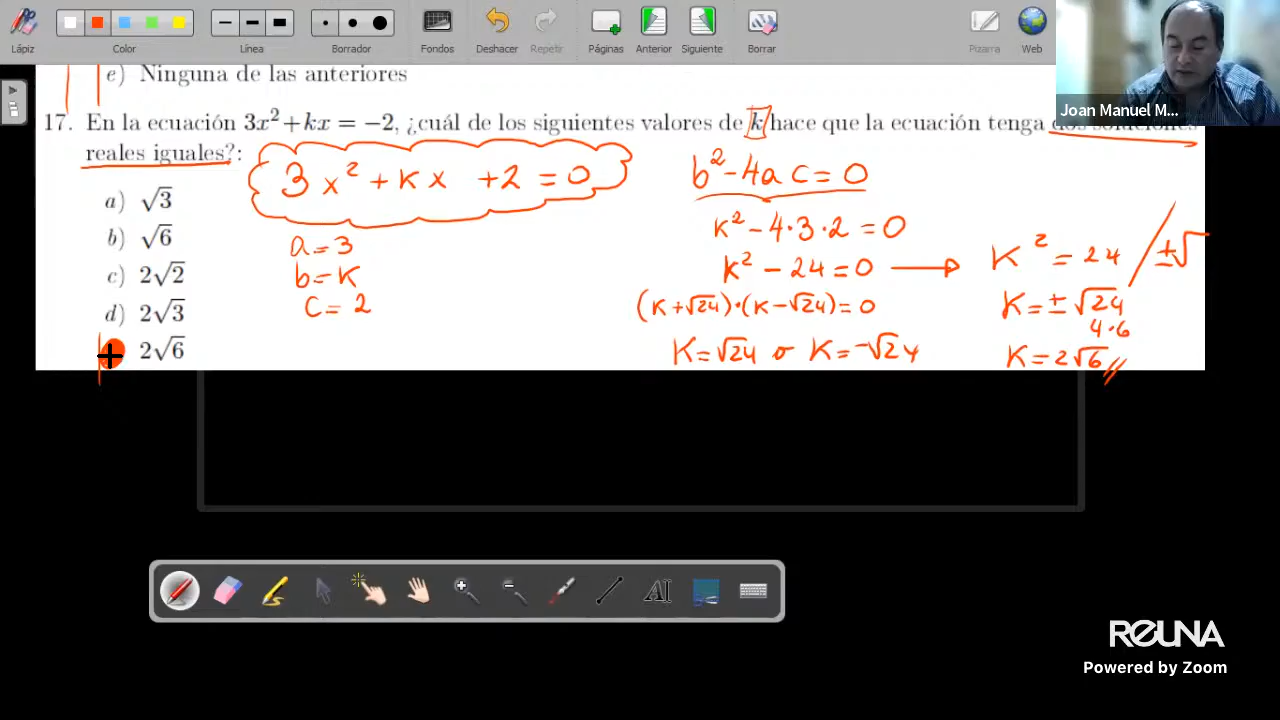 Lápiz Color Línea Borrador Fondos Deshacer Repetir Páginas Anterior Siguiente Borrar Pizarra Web
Joan Manuel M...
e) Ninguna de las anteriores
17. En la ecuación 3x²+kx = −2, ¿cuál de los siguientes valores de k hace que la ecuación tenga dos soluciones
reales iguales?:
3x² + kx + 2 = 0
b² - 4ac = 0
a) √3
b) √6
c) 2√2
d) 2√3
2√6
a = 3
b = k
c = 2
k² - 4·3·2 = 0
k² - 24 = 0
(k+√24)·(k-√24) = 0
k = √24 o k = -√24
k² = 24 / ±√
k = ±√24
4·6
k = 2√6 //
AI
REUNA
Powered by Zoom